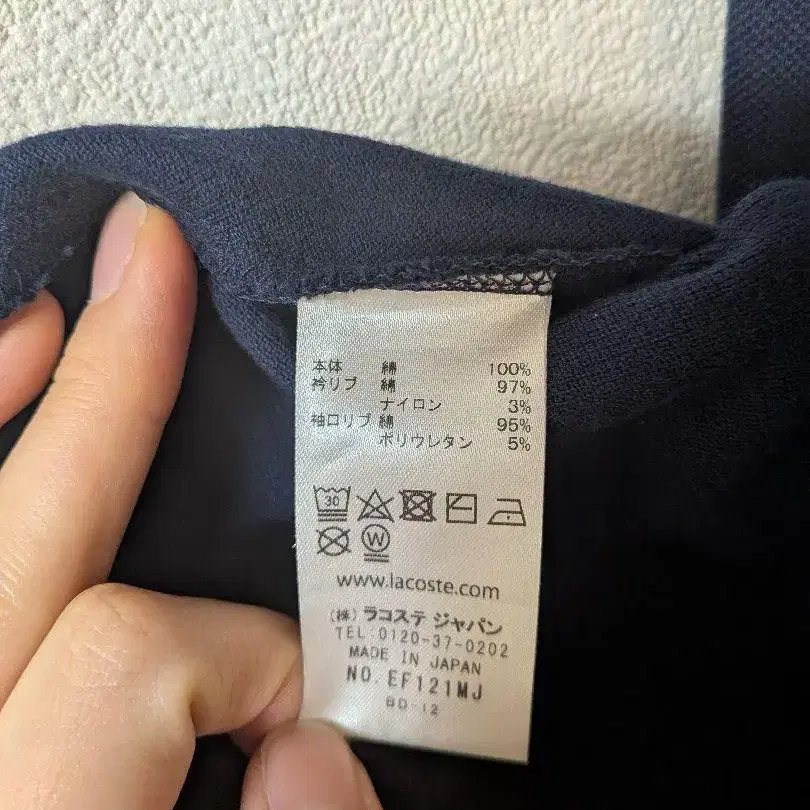 本体 綿 100%
衿リブ 綿 97%
ナイロン 3%
袖口リブ 綿 95%
ポリウレタン 5%
30
W
www.lacoste.com
(株) ラコステ ジャパン
TEL:0120-37-0202
MADE IN JAPAN
NO. EF121MJ
BD-12